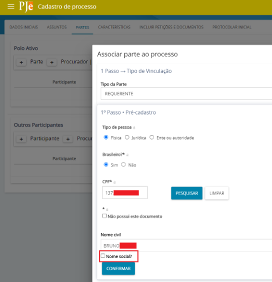 PJe Cadastro de processo
DADOS INICIAIS ASSUNTOS PARTES CARACTERÍSTICAS INCLUIR PETIÇÕES E DOCUMENTOS PROTOCOLAR INICIAL
Polo Ativo
+ Parte + Procurador
Participante
Outros Participantes
+ Participante + Procu
Participante
Associar parte ao processo
1 Passo — Tipo de Vinculação
Tipo da Parte
REQUERENTE
1º Passo • Pré-cadastro
Tipo de pessoa
Física Jurídica Ente ou autoridade
Brasileiro?*
Sim Não
CPF*
137
PESQUISAR LIMPAR
*
Não possui este documento
Nome civil
BRUNO
Nome social?
CONFIRMAR